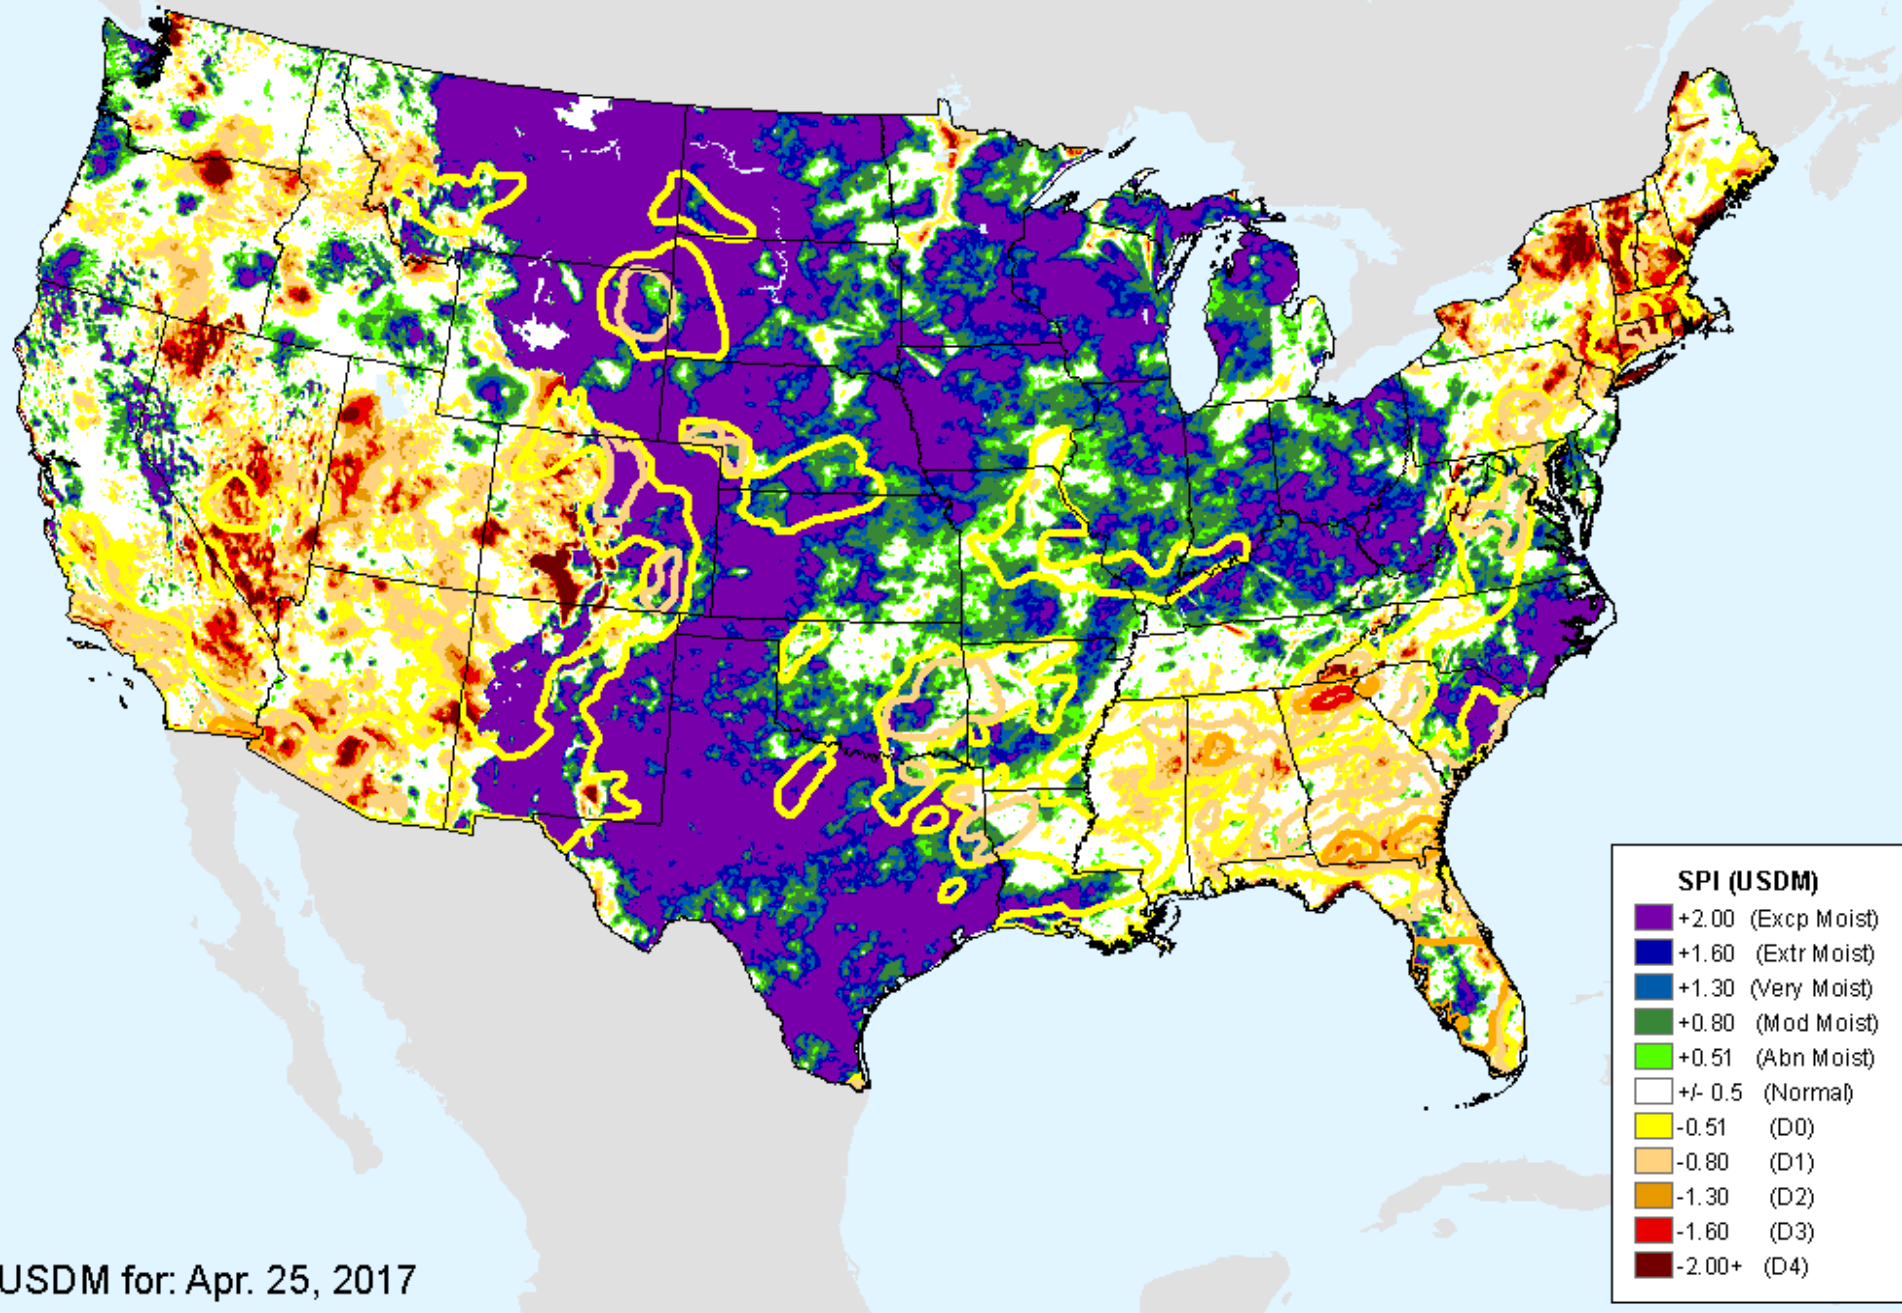 SPI (USDM)
+2.00 (Excp Moist)
+1.60 (Extr Moist)
+1.30 (Very Moist)
+0.80 (Mod Moist)
+0.51 (Abn Moist)
+/- 0.5 (Normal)
-0.51 (D0)
-0.80 (D1)
-1.30 (D2)
-1.60 (D3)
-2.00+ (D4)
USDM for: Apr. 25, 2017